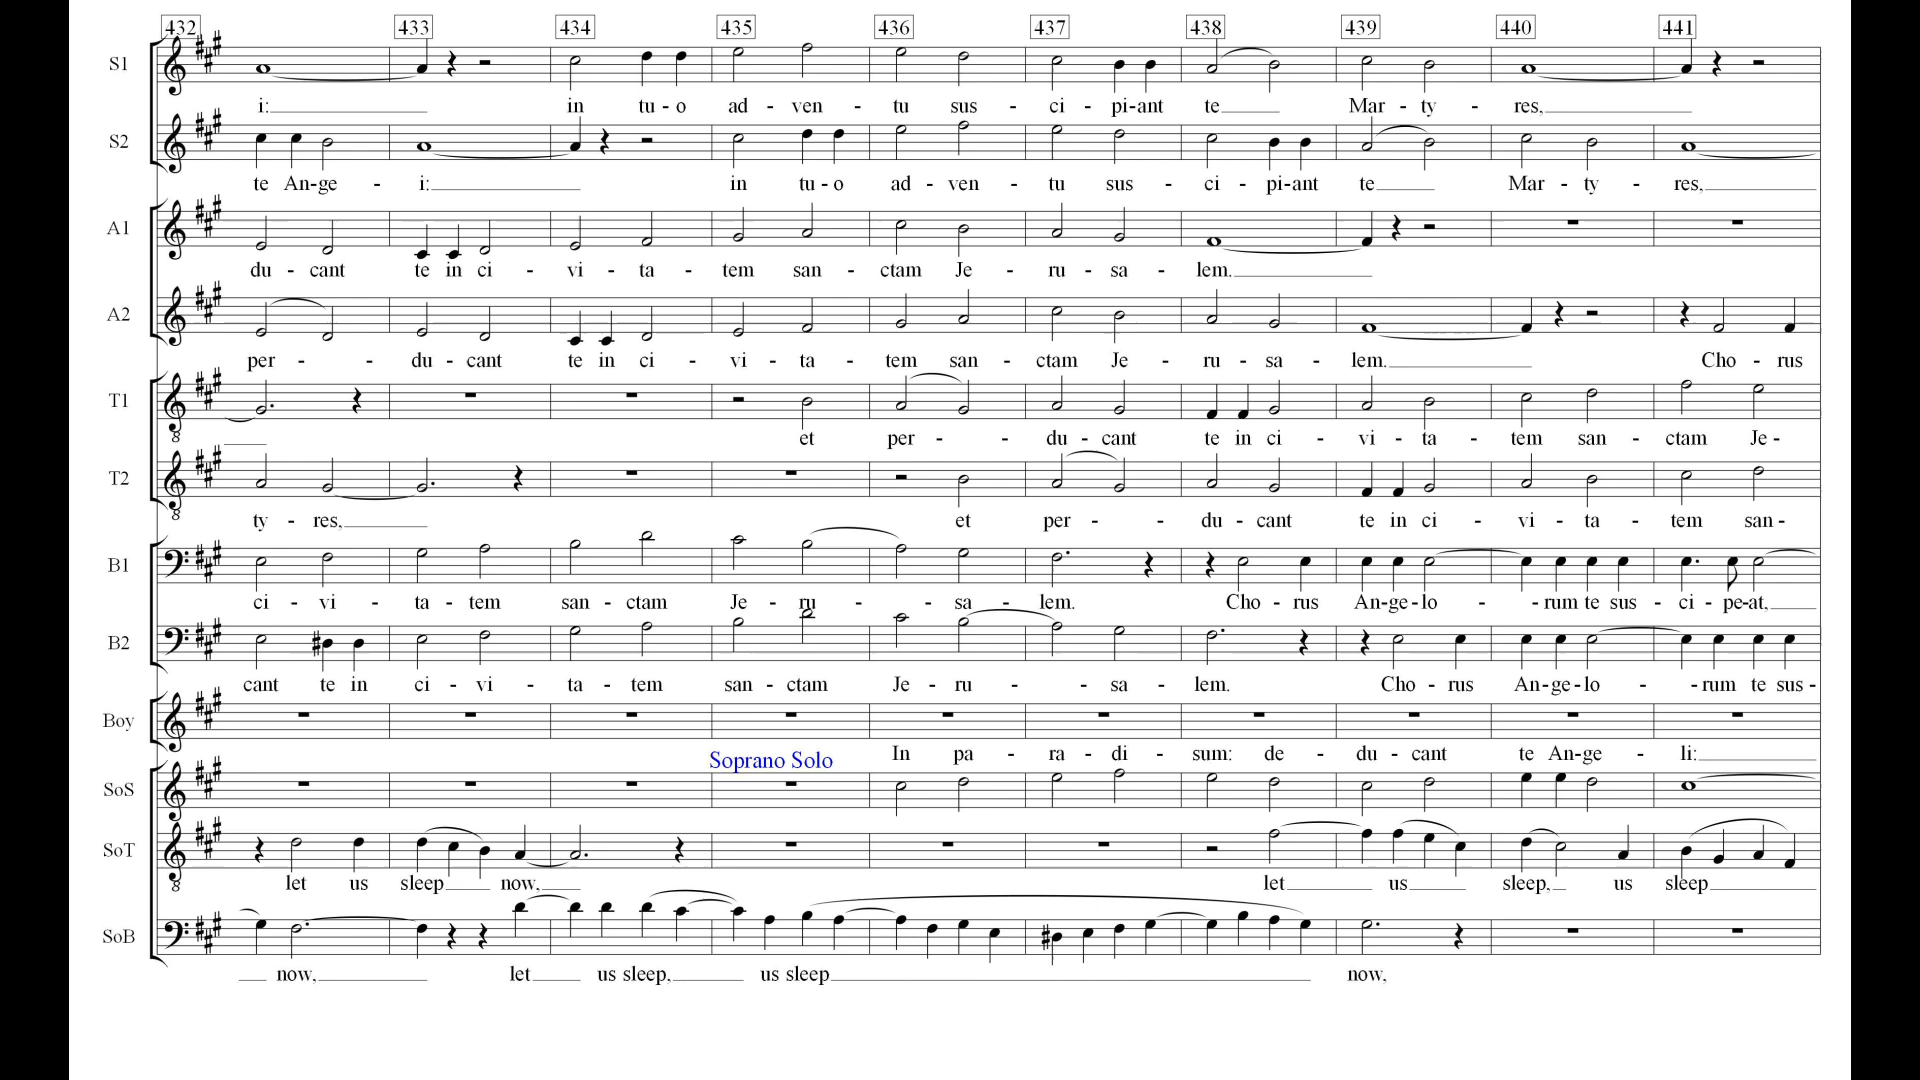 432 433 434 435 436 437 438 439 440 441
S1
i: in tu - o ad - ven - tu sus - ci - pi-ant te Mar - ty - res,
S2
te An-ge - i: in tu - o ad - ven - tu sus - ci - pi-ant te Mar - ty - res,
A1
du - cant te in ci - vi - ta - tem san - ctam Je - ru - sa - lem.
A2
per - - du - cant te in ci - vi - ta - tem san - ctam Je - ru - sa - lem. Cho - rus
T1
8
et per - - du - cant te in ci - vi - ta - tem san - ctam Je -
T2
8
ty - res, et per - - du - cant te in ci - vi - ta - tem san -
B1
ci - vi - ta - tem san - ctam Je - ru - - sa - lem. Cho - rus An-ge-lo - - rum te sus - ci - pe-at,
B2
cant te in ci - vi - ta - tem san - ctam Je - ru - - sa - lem. Cho - rus An-ge-lo - - rum te sus -
Boy
Soprano Solo
In pa - ra - di - sum: de - du - cant te An-ge - li:
SoS
SoT
8
let us sleep now, let us sleep, us sleep
SoB
now, let us sleep, us sleep now,